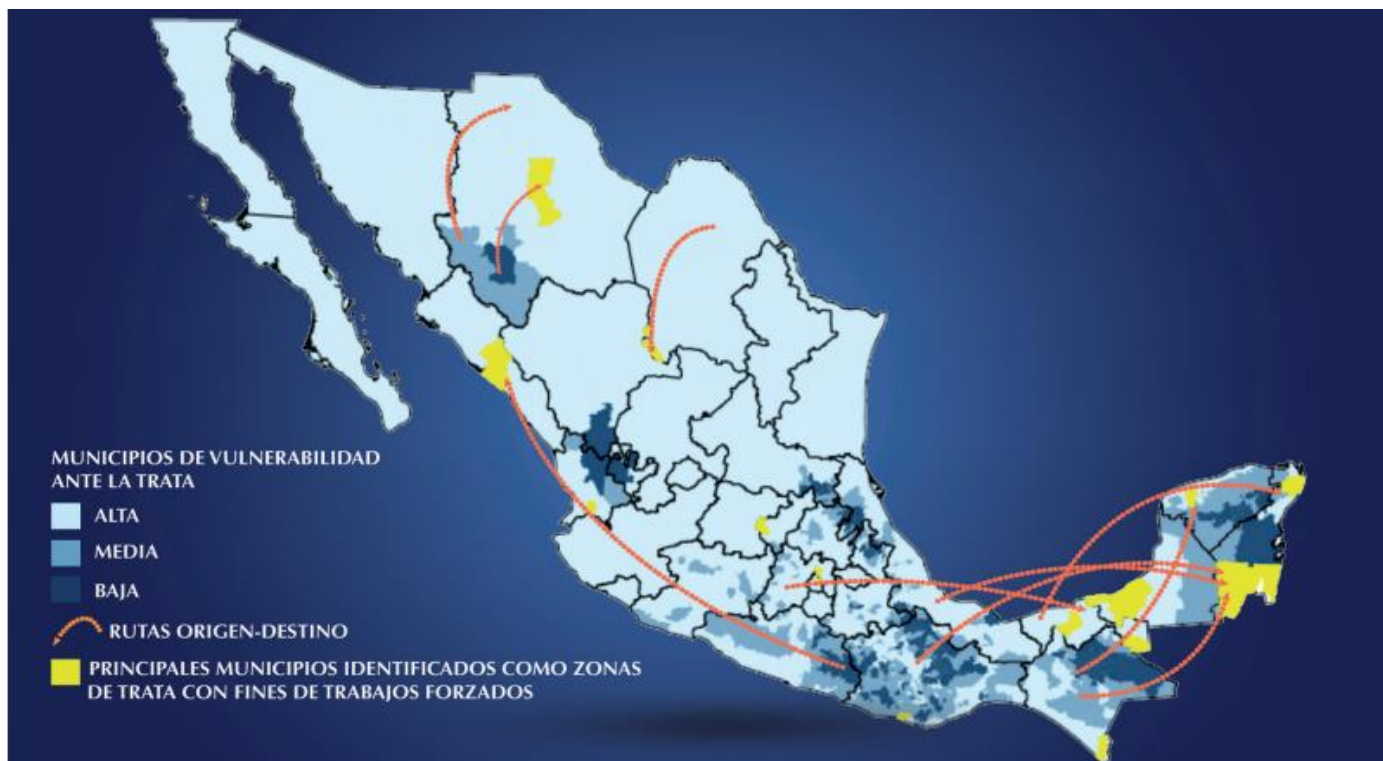 MUNICIPIOS DE VULNERABILIDAD
ANTE LA TRATA
ALTA
MEDIA
BAJA
RUTAS ORIGEN-DESTINO
PRINCIPALES MUNICIPIOS IDENTIFICADOS COMO ZONAS
DE TRATA CON FINES DE TRABAJOS FORZADOS